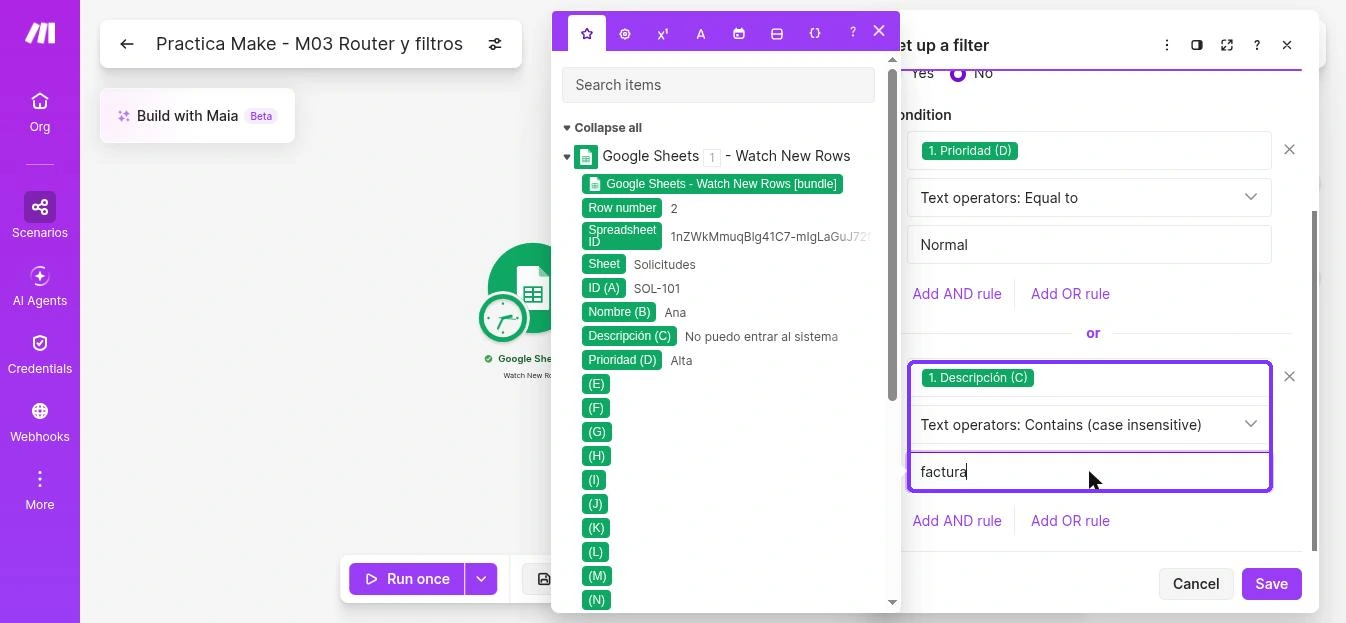 Practica Make - M03 Router y filtros
Build with Maia Beta
Org
Scenarios
AI Agents
Credentials
Webhooks
More
Google She
Watch New Ro
Run once
?
Search items
Collapse all
Google Sheets 1 - Watch New Rows
Google Sheets - Watch New Rows [bundle]
Row number 2
Spreadsheet ID 1nZWkMmuqBlg41C7-mIgLaGuJ72
Sheet Solicitudes
ID (A) SOL-101
Nombre (B) Ana
Descripción (C) No puedo entrar al sistema
Prioridad (D) Alta
(E)
(F)
(G)
(H)
(I)
(J)
(K)
(L)
(M)
(N)
et up a filter
?
Yes No
ondition
1. Prioridad (D)
Text operators: Equal to
Normal
Add AND rule Add OR rule
or
1. Descripción (C)
Text operators: Contains (case insensitive)
factura
Add AND rule Add OR rule
Cancel Save